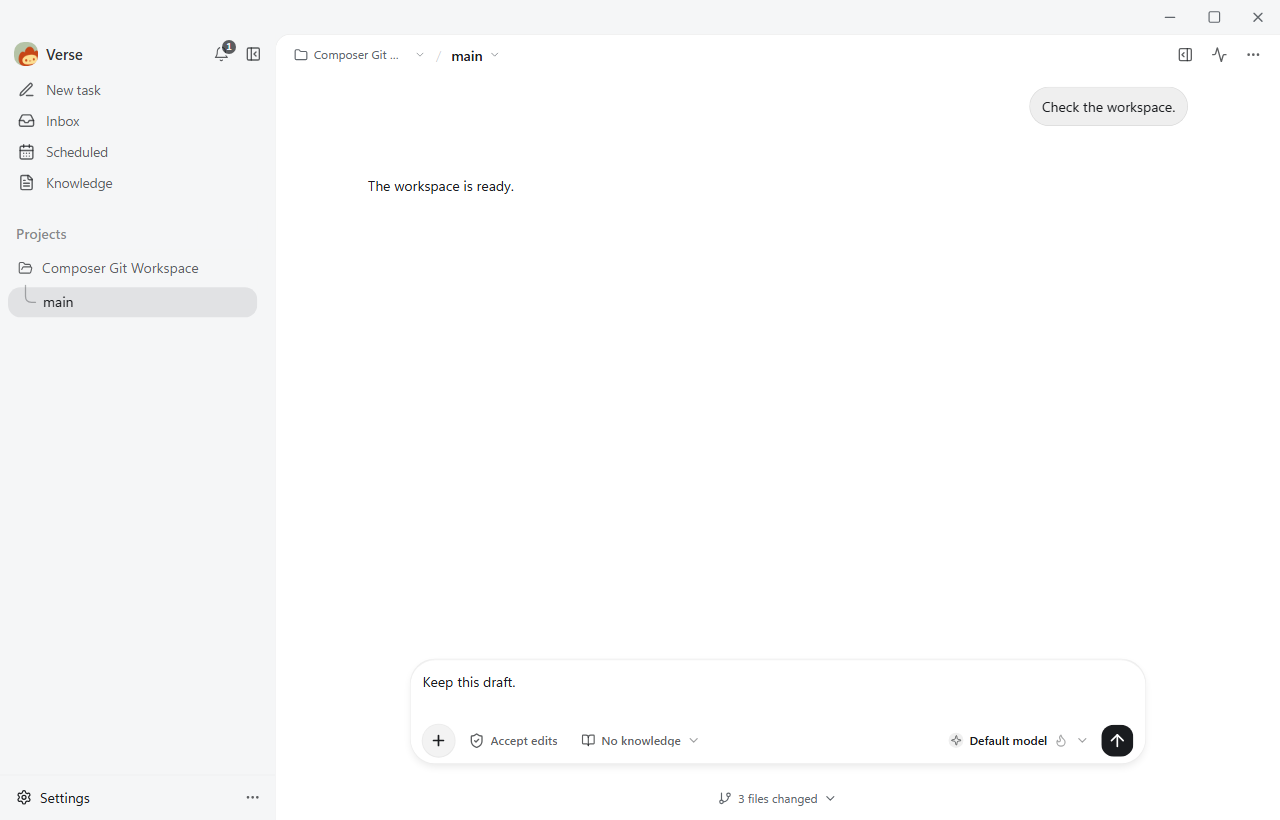 Verse
1
New task
Inbox
Scheduled
Knowledge
Projects
Composer Git Workspace
main
Settings
Composer Git ...
/
main
Check the workspace.
The workspace is ready.
Keep this draft.
Accept edits
No knowledge
Default model
3 files changed